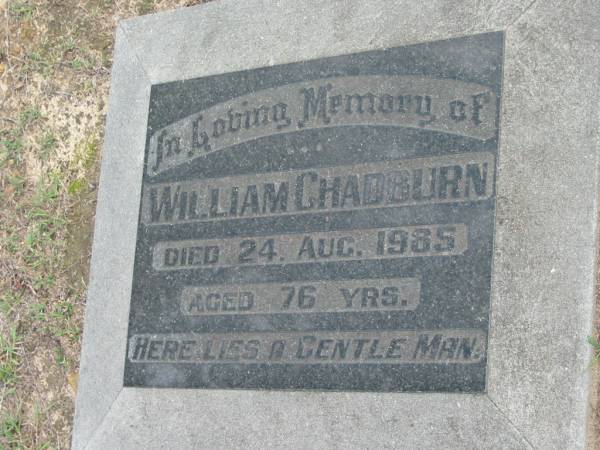 In Loving Memory of
WILLIAM CHADBURN
DIED 24. AUG. 1985
AGED 76 YRS.
HERE LIES A GENTLE MAN.